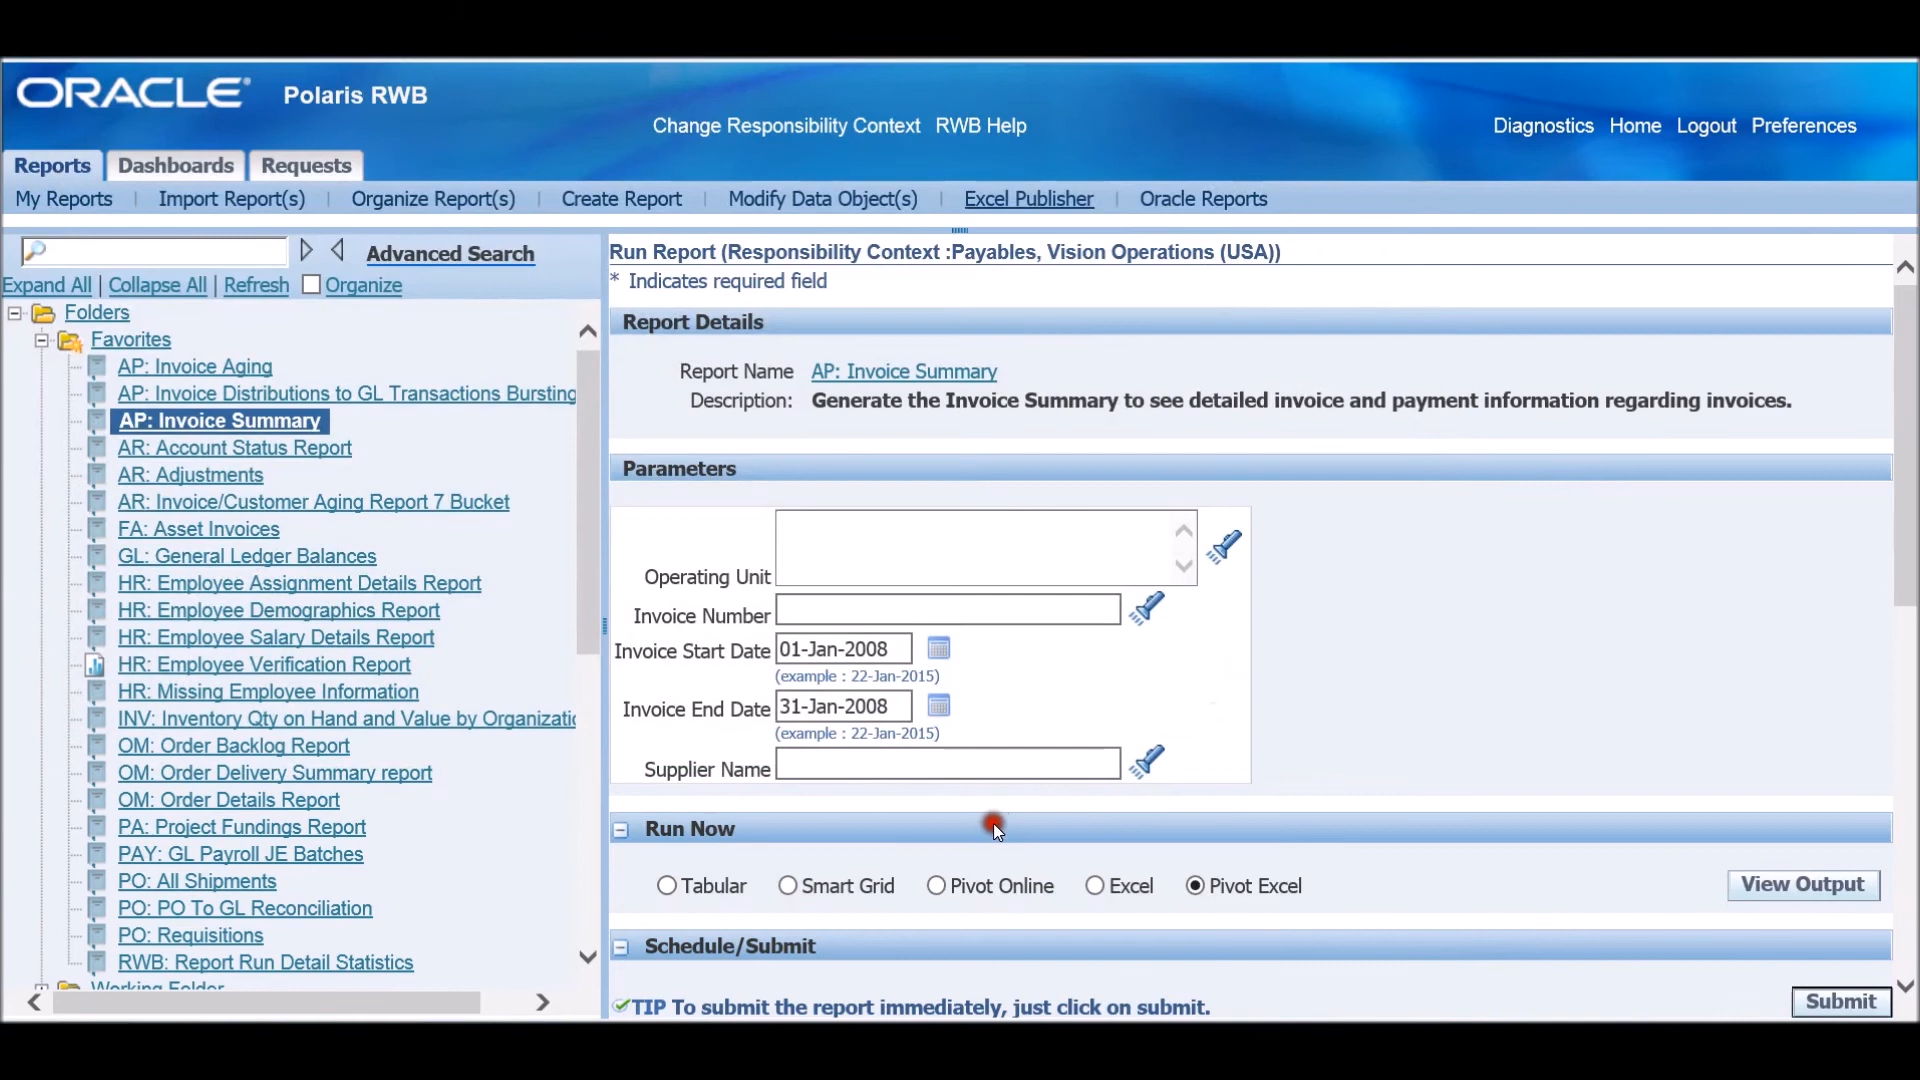 ORACLE® Polaris RWB
Change Responsibility Context RWB Help
Diagnostics Home Logout Preferences
Reports Dashboards Requests
My Reports | Import Report(s) | Organize Report(s) | Create Report | Modify Data Object(s) | Excel Publisher | Oracle Reports
Advanced Search
Expand All | Collapse All | Refresh Organize
Folders
Favorites
AP: Invoice Aging
AP: Invoice Distributions to GL Transactions Bursting
AP: Invoice Summary
AR: Account Status Report
AR: Adjustments
AR: Invoice/Customer Aging Report 7 Bucket
FA: Asset Invoices
GL: General Ledger Balances
HR: Employee Assignment Details Report
HR: Employee Demographics Report
HR: Employee Salary Details Report
HR: Employee Verification Report
HR: Missing Employee Information
INV: Inventory Qty on Hand and Value by Organizatio
OM: Order Backlog Report
OM: Order Delivery Summary report
OM: Order Details Report
PA: Project Fundings Report
PAY: GL Payroll JE Batches
PO: All Shipments
PO: PO To GL Reconciliation
PO: Requisitions
RWB: Report Run Detail Statistics
Working Folder
Run Report (Responsibility Context :Payables, Vision Operations (USA))
* Indicates required field
Report Details
Report Name AP: Invoice Summary
Description: Generate the Invoice Summary to see detailed invoice and payment information regarding invoices.
Parameters
Operating Unit
Invoice Number
Invoice Start Date 01-Jan-2008
(example : 22-Jan-2015)
Invoice End Date 31-Jan-2008
(example : 22-Jan-2015)
Supplier Name
Run Now
Tabular Smart Grid Pivot Online Excel Pivot Excel View Output
Schedule/Submit
TIP To submit the report immediately, just click on submit. Submit